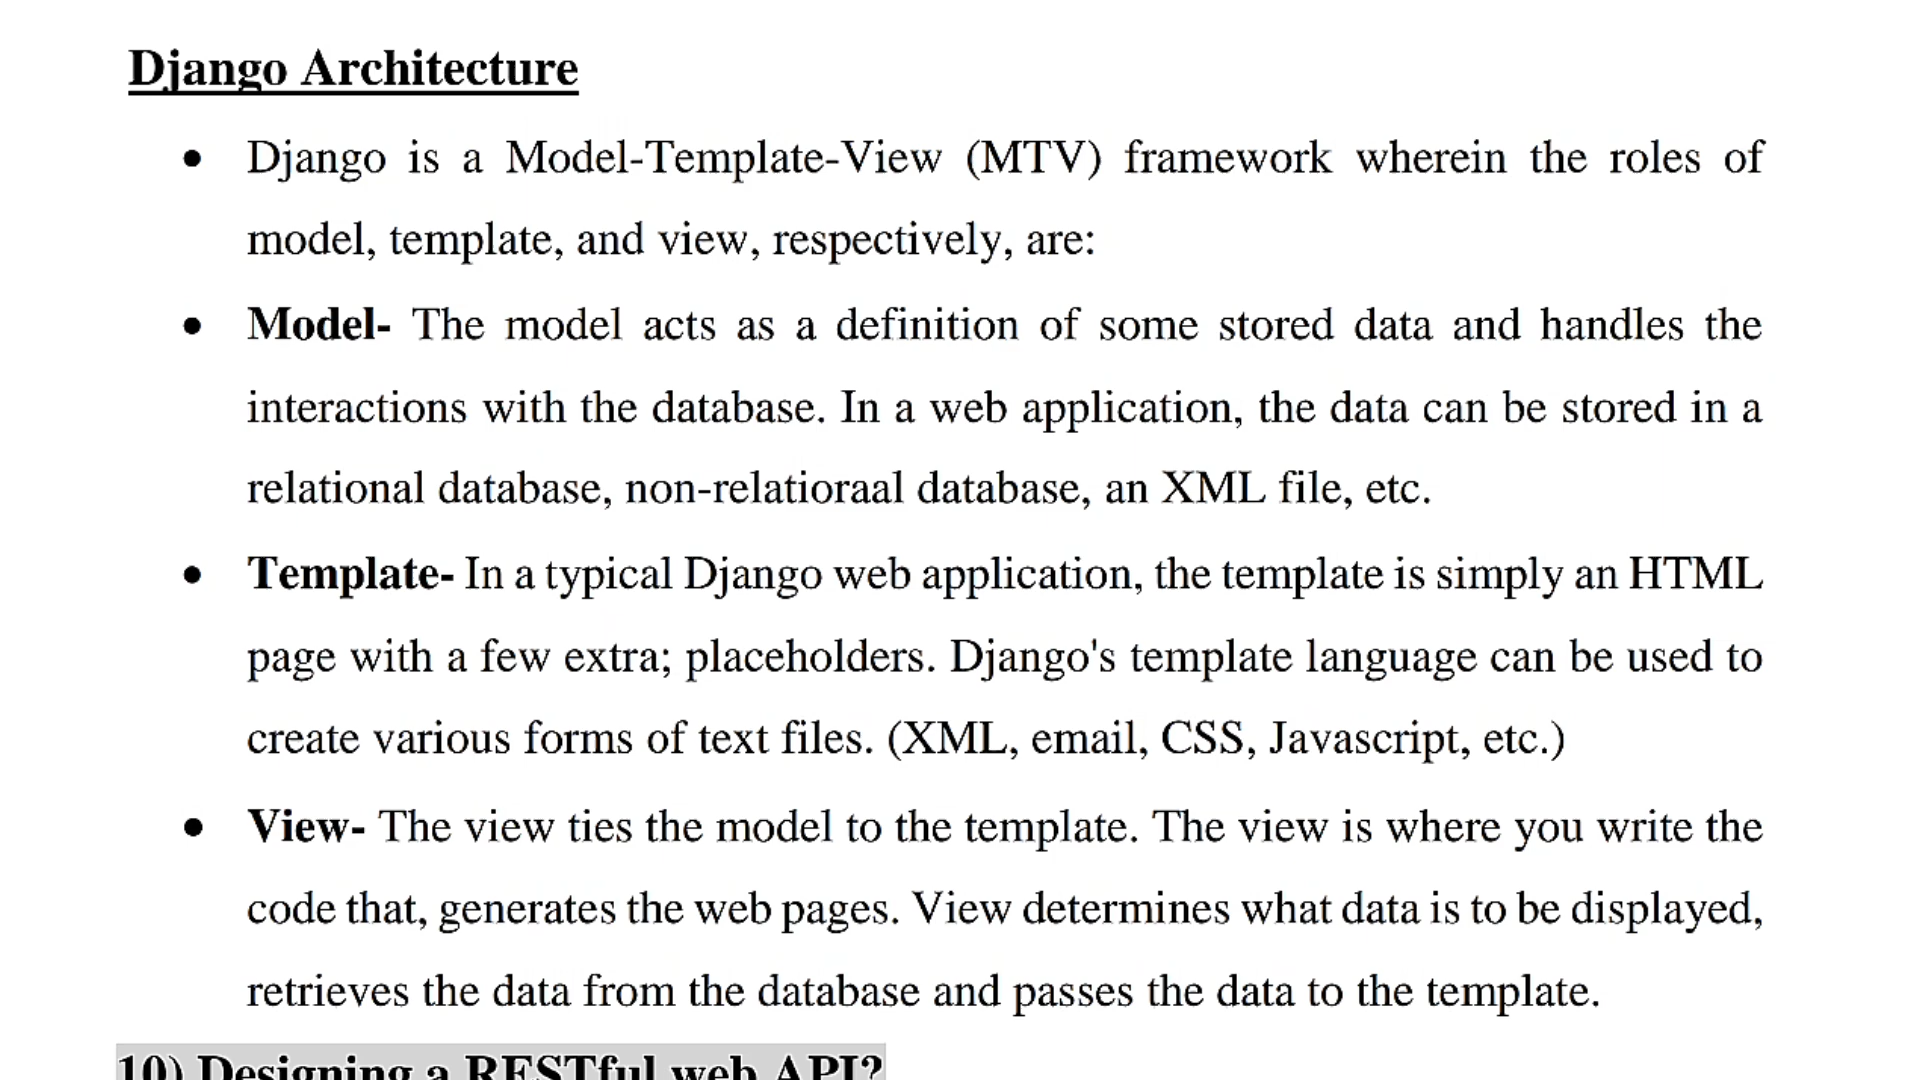 Django Architecture
• Django is a Model-Template-View (MTV) framework wherein the roles of
model, template, and view, respectively, are:
• Model- The model acts as a definition of some stored data and handles the
interactions with the database. In a web application, the data can be stored in a
relational database, non-relatioraal database, an XML file, etc.
• Template- In a typical Django web application, the template is simply an HTML
page with a few extra; placeholders. Django's template language can be used to
create various forms of text files. (XML, email, CSS, Javascript, etc.)
• View- The view ties the model to the template. The view is where you write the
code that, generates the web pages. View determines what data is to be displayed,
retrieves the data from the database and passes the data to the template.
10) Designing a RESTful web API?